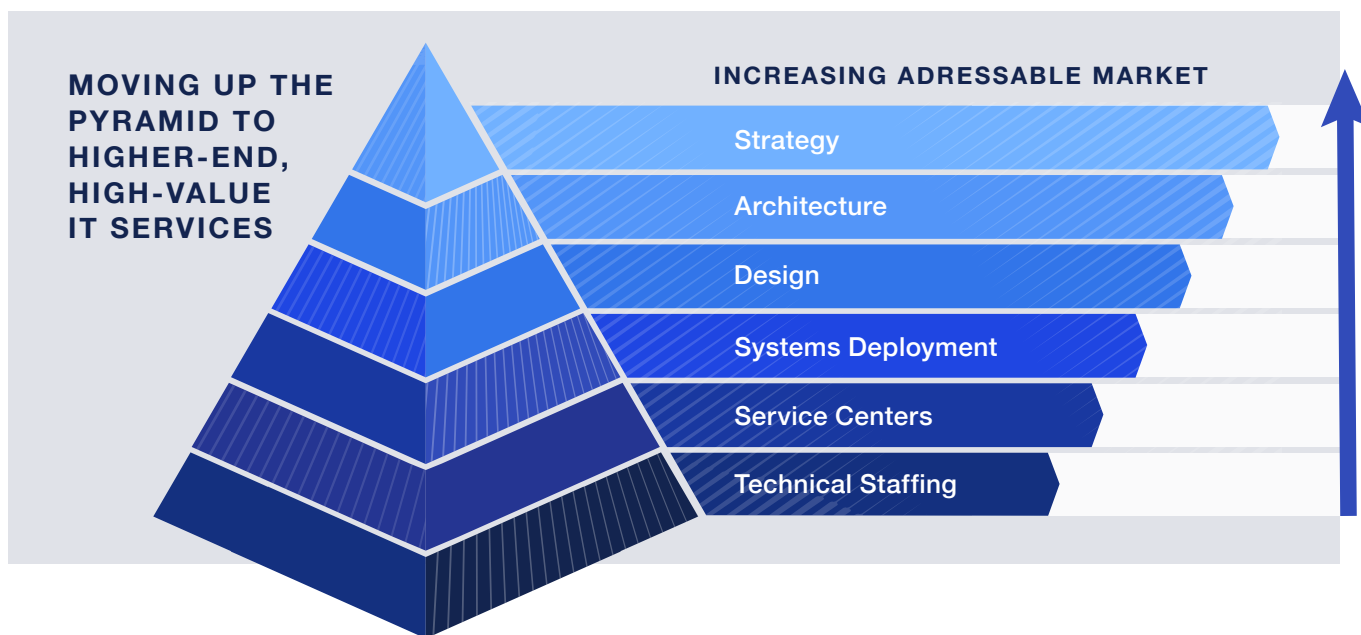 MOVING UP THE
PYRAMID TO
HIGHER-END,
HIGH-VALUE
IT SERVICES
INCREASING ADRESSABLE MARKET
Strategy
Architecture
Design
Systems Deployment
Service Centers
Technical Staffing